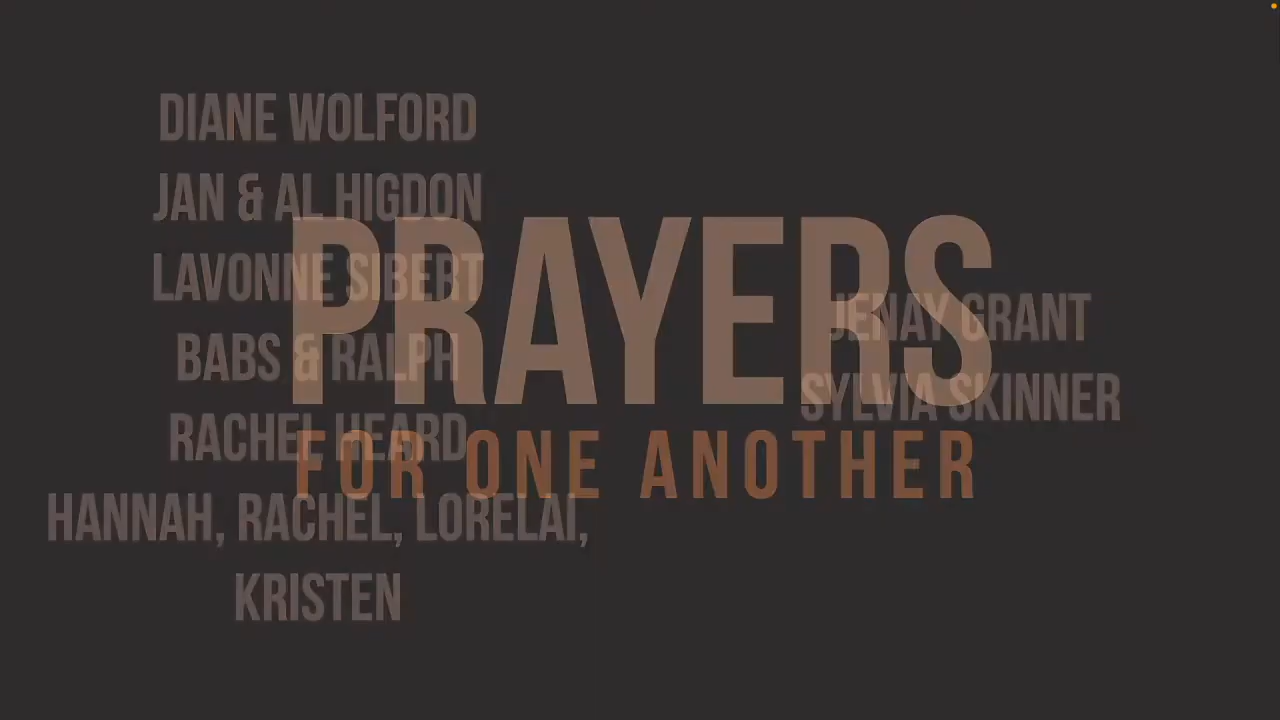 DIANE WOLFORD
JAN & AL HIGDON
LAVONNE SIBERT
BABS & RALPH
RACHEL HEARD
HANNAH, RACHEL, LORELAI,
KRISTEN
PRAYERS
FOR ONE ANOTHER
JENAY GRANT
SYLVIA SKINNER